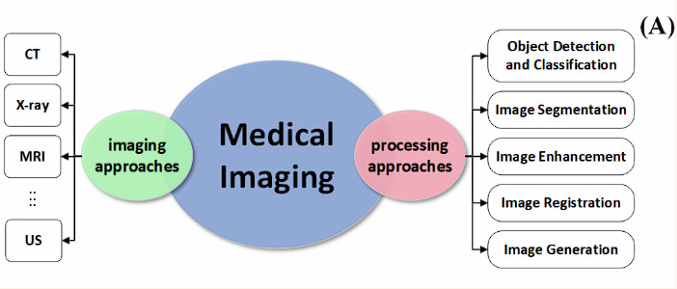 (A)
CT
X-ray
MRI
US
imaging
approaches
Medical
Imaging
processing
approaches
Object Detection
and Classification
Image Segmentation
Image Enhancement
Image Registration
Image Generation